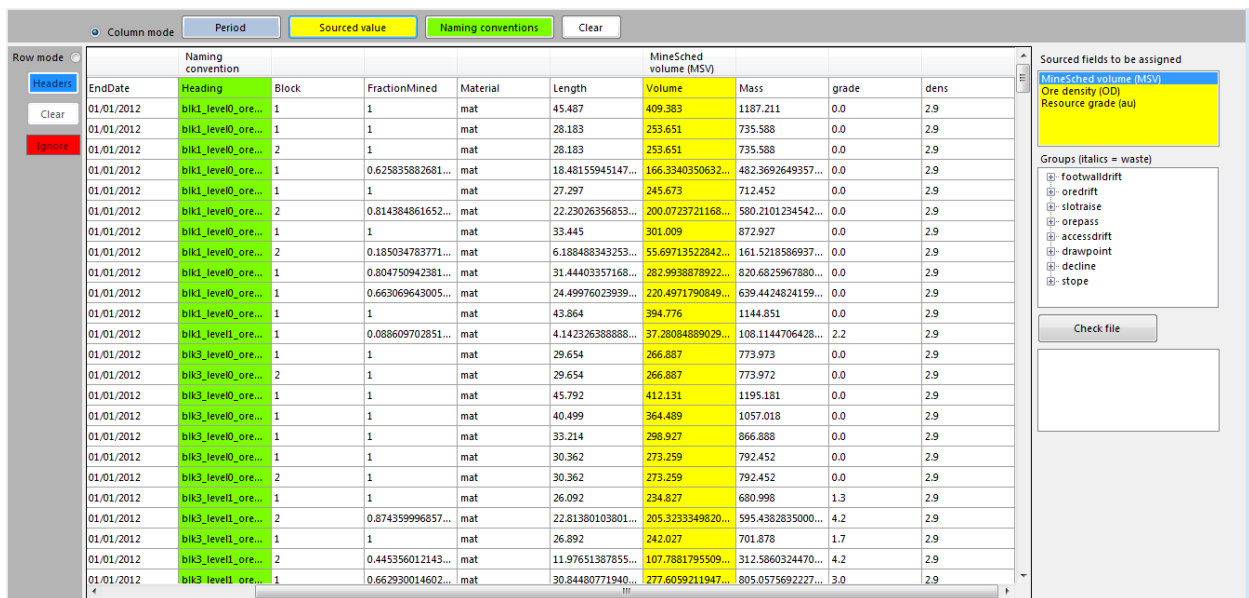 Column mode Period Sourced value Naming conventions Clear
Row mode
Headers
Clear
Ignore
Naming convention MineSched volume (MSV)
EndDate Heading Block FractionMined Material Length Volume Mass grade dens
01/01/2012 blk1_level0_ore... 1 1 mat 45.487 409.383 1187.211 0.0 2.9
01/01/2012 blk1_level0_ore... 1 1 mat 28.183 253.651 735.588 0.0 2.9
01/01/2012 blk1_level0_ore... 2 1 mat 28.183 253.651 735.588 0.0 2.9
01/01/2012 blk1_level0_ore... 1 0.625835882681... mat 18.48155945147... 166.3340350632... 482.3692649357... 0.0 2.9
01/01/2012 blk1_level0_ore... 1 1 mat 27.297 245.673 712.452 0.0 2.9
01/01/2012 blk1_level0_ore... 2 0.814384861652... mat 22.23026356853... 200.0723721168... 580.2101234542... 0.0 2.9
01/01/2012 blk1_level0_ore... 1 1 mat 33.445 301.009 872.927 0.0 2.9
01/01/2012 blk1_level0_ore... 2 0.185034783771... mat 6.188488343253... 55.69713522842... 161.5218586937... 0.0 2.9
01/01/2012 blk1_level0_ore... 1 0.804750942381... mat 31.44403357168... 282.9938878922... 820.6825967880... 0.0 2.9
01/01/2012 blk1_level0_ore... 1 0.663069643005... mat 24.49976023939... 220.4971790849... 639.4424824159... 0.0 2.9
01/01/2012 blk1_level0_ore... 1 1 mat 43.864 394.776 1144.851 0.0 2.9
01/01/2012 blk1_level1_ore... 1 0.088609702851... mat 4.142326388888... 37.28084889029... 108.1144706428... 2.2 2.9
01/01/2012 blk3_level0_ore... 1 1 mat 29.654 266.887 773.973 0.0 2.9
01/01/2012 blk3_level0_ore... 2 1 mat 29.654 266.887 773.972 0.0 2.9
01/01/2012 blk3_level0_ore... 1 1 mat 45.792 412.131 1195.181 0.0 2.9
01/01/2012 blk3_level0_ore... 1 1 mat 40.499 364.489 1057.018 0.0 2.9
01/01/2012 blk3_level0_ore... 1 1 mat 33.214 298.927 866.888 0.0 2.9
01/01/2012 blk3_level0_ore... 1 1 mat 30.362 273.259 792.452 0.0 2.9
01/01/2012 blk3_level0_ore... 2 1 mat 30.362 273.259 792.452 0.0 2.9
01/01/2012 blk3_level1_ore... 1 1 mat 26.092 234.827 680.998 1.3 2.9
01/01/2012 blk3_level1_ore... 2 0.874359996857... mat 22.81380103801... 205.3233349820... 595.4382835000... 4.2 2.9
01/01/2012 blk3_level1_ore... 1 1 mat 26.892 242.027 701.878 1.7 2.9
01/01/2012 blk3_level1_ore... 2 0.445356012143... mat 11.97651387855... 107.7881795509... 312.5860324470... 4.2 2.9
01/01/2012 blk3_level1_ore... 1 0.662930014602... mat 30.84480771940... 277.6059211947... 805.0575692227... 3.0 2.9
Sourced fields to be assigned
MineSched volume (MSV)
Ore density (OD)
Resource grade (au)
Groups (italics = waste)
footwalldrift
oredrift
slotraise
orepass
accessdrift
drawpoint
decline
stope
Check file